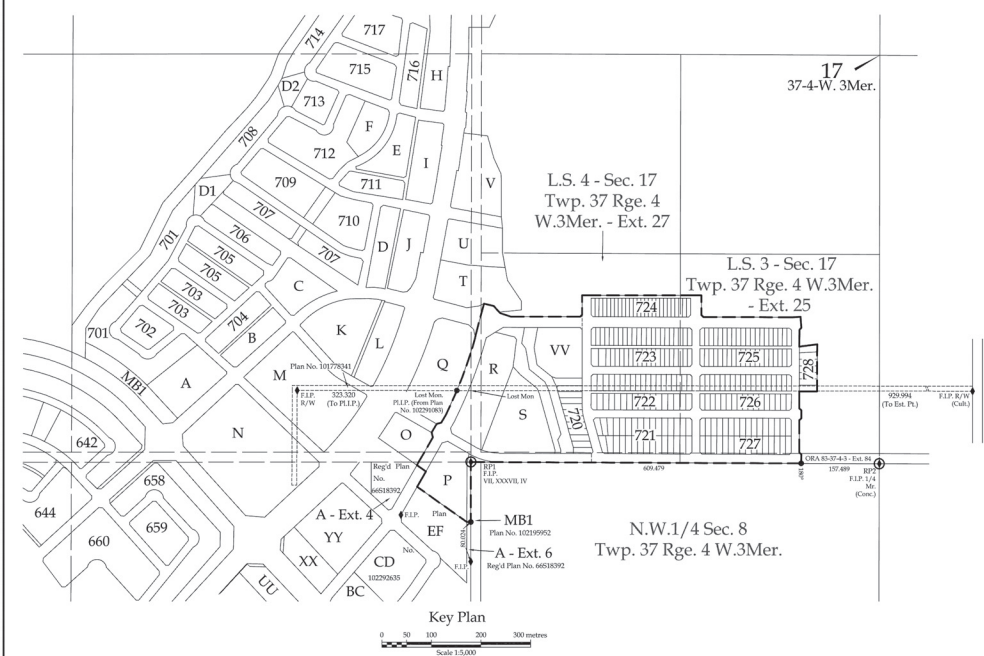 714
717
716
H
17
37-4-W. 3Mer.
715
D2
713
F
E
I
708
712
711
V
L.S. 4 - Sec. 17
Twp. 37 Rge. 4
W.3Mer. - Ext. 27
709
D1
707
710
D
J
U
701
706
707
T
L.S. 3 - Sec. 17
Twp. 37 Rge. 4 W.3Mer.
- Ext. 25
705
705
C
703
703
704
724
701
702
B
K
L
VV
723
725
Q
R
728
MB1
A
M
Plan No. 101778341
F.I.P.
R/W
323.320
(To Pl.I.P.)
Lost Mon.
Pl.I.P. (From Plan
No. 102291083)
Lost Mon
929.994
(To Est. Pt.)
F.I.P. R/W
(Cult.)
722
726
S
720
642
N
O
721
727
ORA 83-37-4-3 - Ext. 84
Reg'd Plan
No.
66S18392
P
RP1
F.I.P.
VII, XXXVII, IV
609.479
157.489
RP2
F.I.P. 1/4
Mr.
(Conc.)
658
644
659
660
A - Ext. 4
F.I.P.
Plan
MB1
Plan No. 102195952
N.W.1/4 Sec. 8
Twp. 37 Rge. 4 W.3Mer.
YY
EF
80.024
A - Ext. 6
Reg'd Plan No. 66S18392
XX
No.
CD
102292635
F.I.P.
UU
BC
Key Plan
0 50 100 200 300 metres
Scale 1:5,000